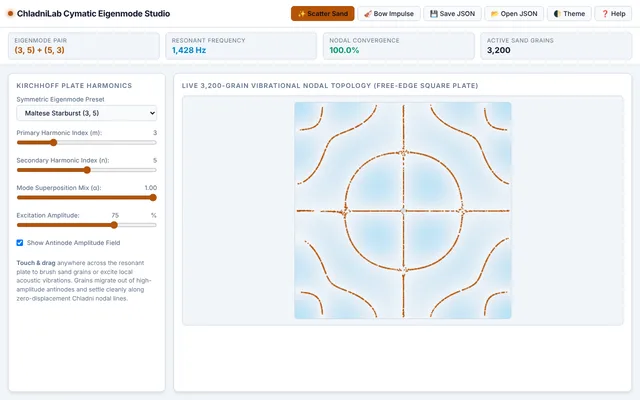 ChladniLab Cymatic Eigenmode Studio
✨ Scatter Sand
🎻 Bow Impulse
💾 Save JSON
📂 Open JSON
🌓 Theme
❓ Help
EIGENMODE PAIR
(3, 5) + (5, 3)
RESONANT FREQUENCY
1,428 Hz
NODAL CONVERGENCE
100.0%
ACTIVE SAND GRAINS
3,200
KIRCHHOFF PLATE HARMONICS
Symmetric Eigenmode Preset
Maltese Starburst (3, 5)
Primary Harmonic Index (m): 3
Secondary Harmonic Index (n): 5
Mode Superposition Mix (α): 1.00
Excitation Amplitude: 75 %
Show Antinode Amplitude Field
Touch & drag anywhere across the resonant
plate to brush sand grains or excite local
acoustic vibrations. Grains migrate out of high-
amplitude antinodes and settle cleanly along
zero-displacement Chladni nodal lines.
LIVE 3,200-GRAIN VIBRATIONAL NODAL TOPOLOGY (FREE-EDGE SQUARE PLATE)